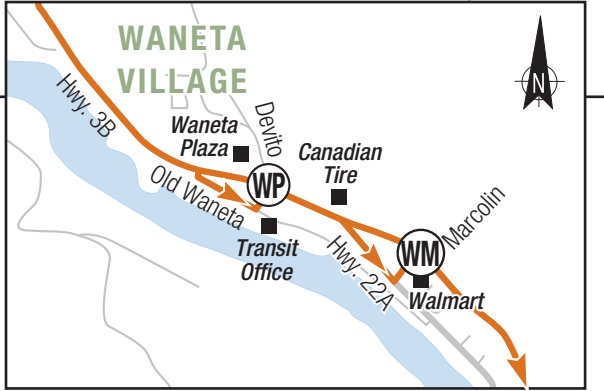 WANETA
VILLAGE
N
Hwy. 3B
Devito
Waneta
Plaza
Canadian
Tire
Old Waneta
WP
Marcolin
Transit
Office
Hwy. 22A
WM
Walmart